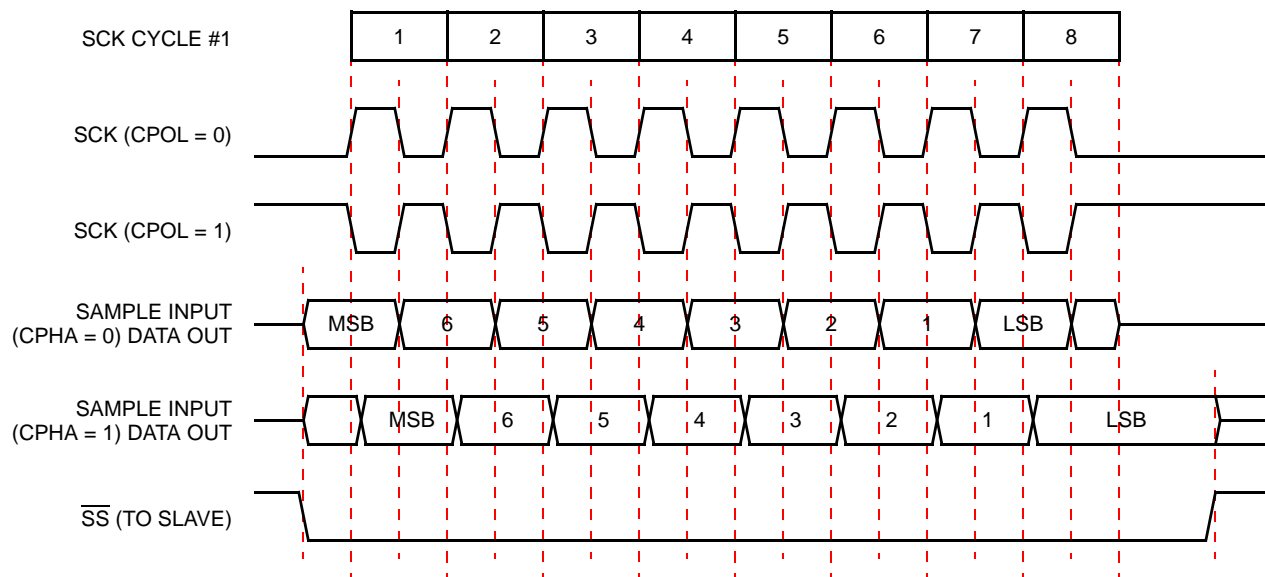 SCK CYCLE #1 1 2 3 4 5 6 7 8
SCK (CPOL = 0)
SCK (CPOL = 1)
SAMPLE INPUT
(CPHA = 0) DATA OUT MSB 6 5 4 3 2 1 LSB
SAMPLE INPUT
(CPHA = 1) DATA OUT MSB 6 5 4 3 2 1 LSB
SS (TO SLAVE)